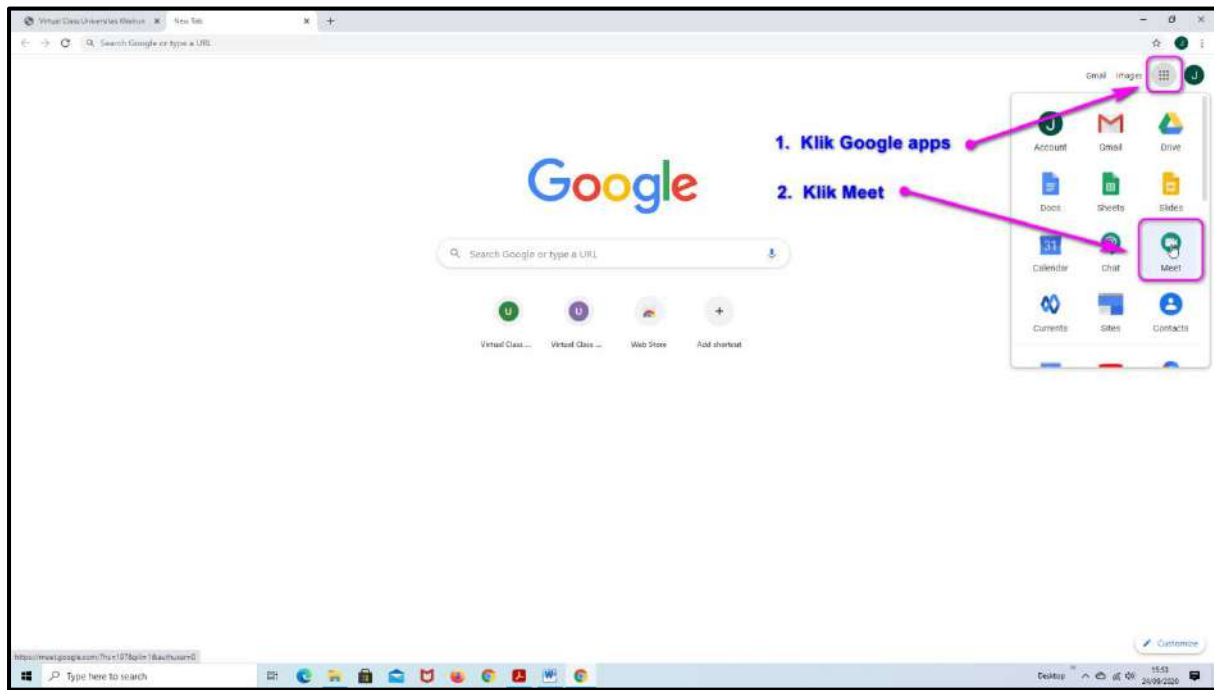 New Tab
Search Google or type a URL
Gmail Images
J
1. Klik Google apps
2. Klik Meet
Google
Search Google or type a URL
J
Account Gmail Drive
Docs Sheets Slides
31
Calendar Chat Meet
Currents Sites Contacts
U U
Virtual Class ... Virtual Class ... Web Store Add shortcut
Customize
Type here to search
Desktop
15:53
24/09/2020